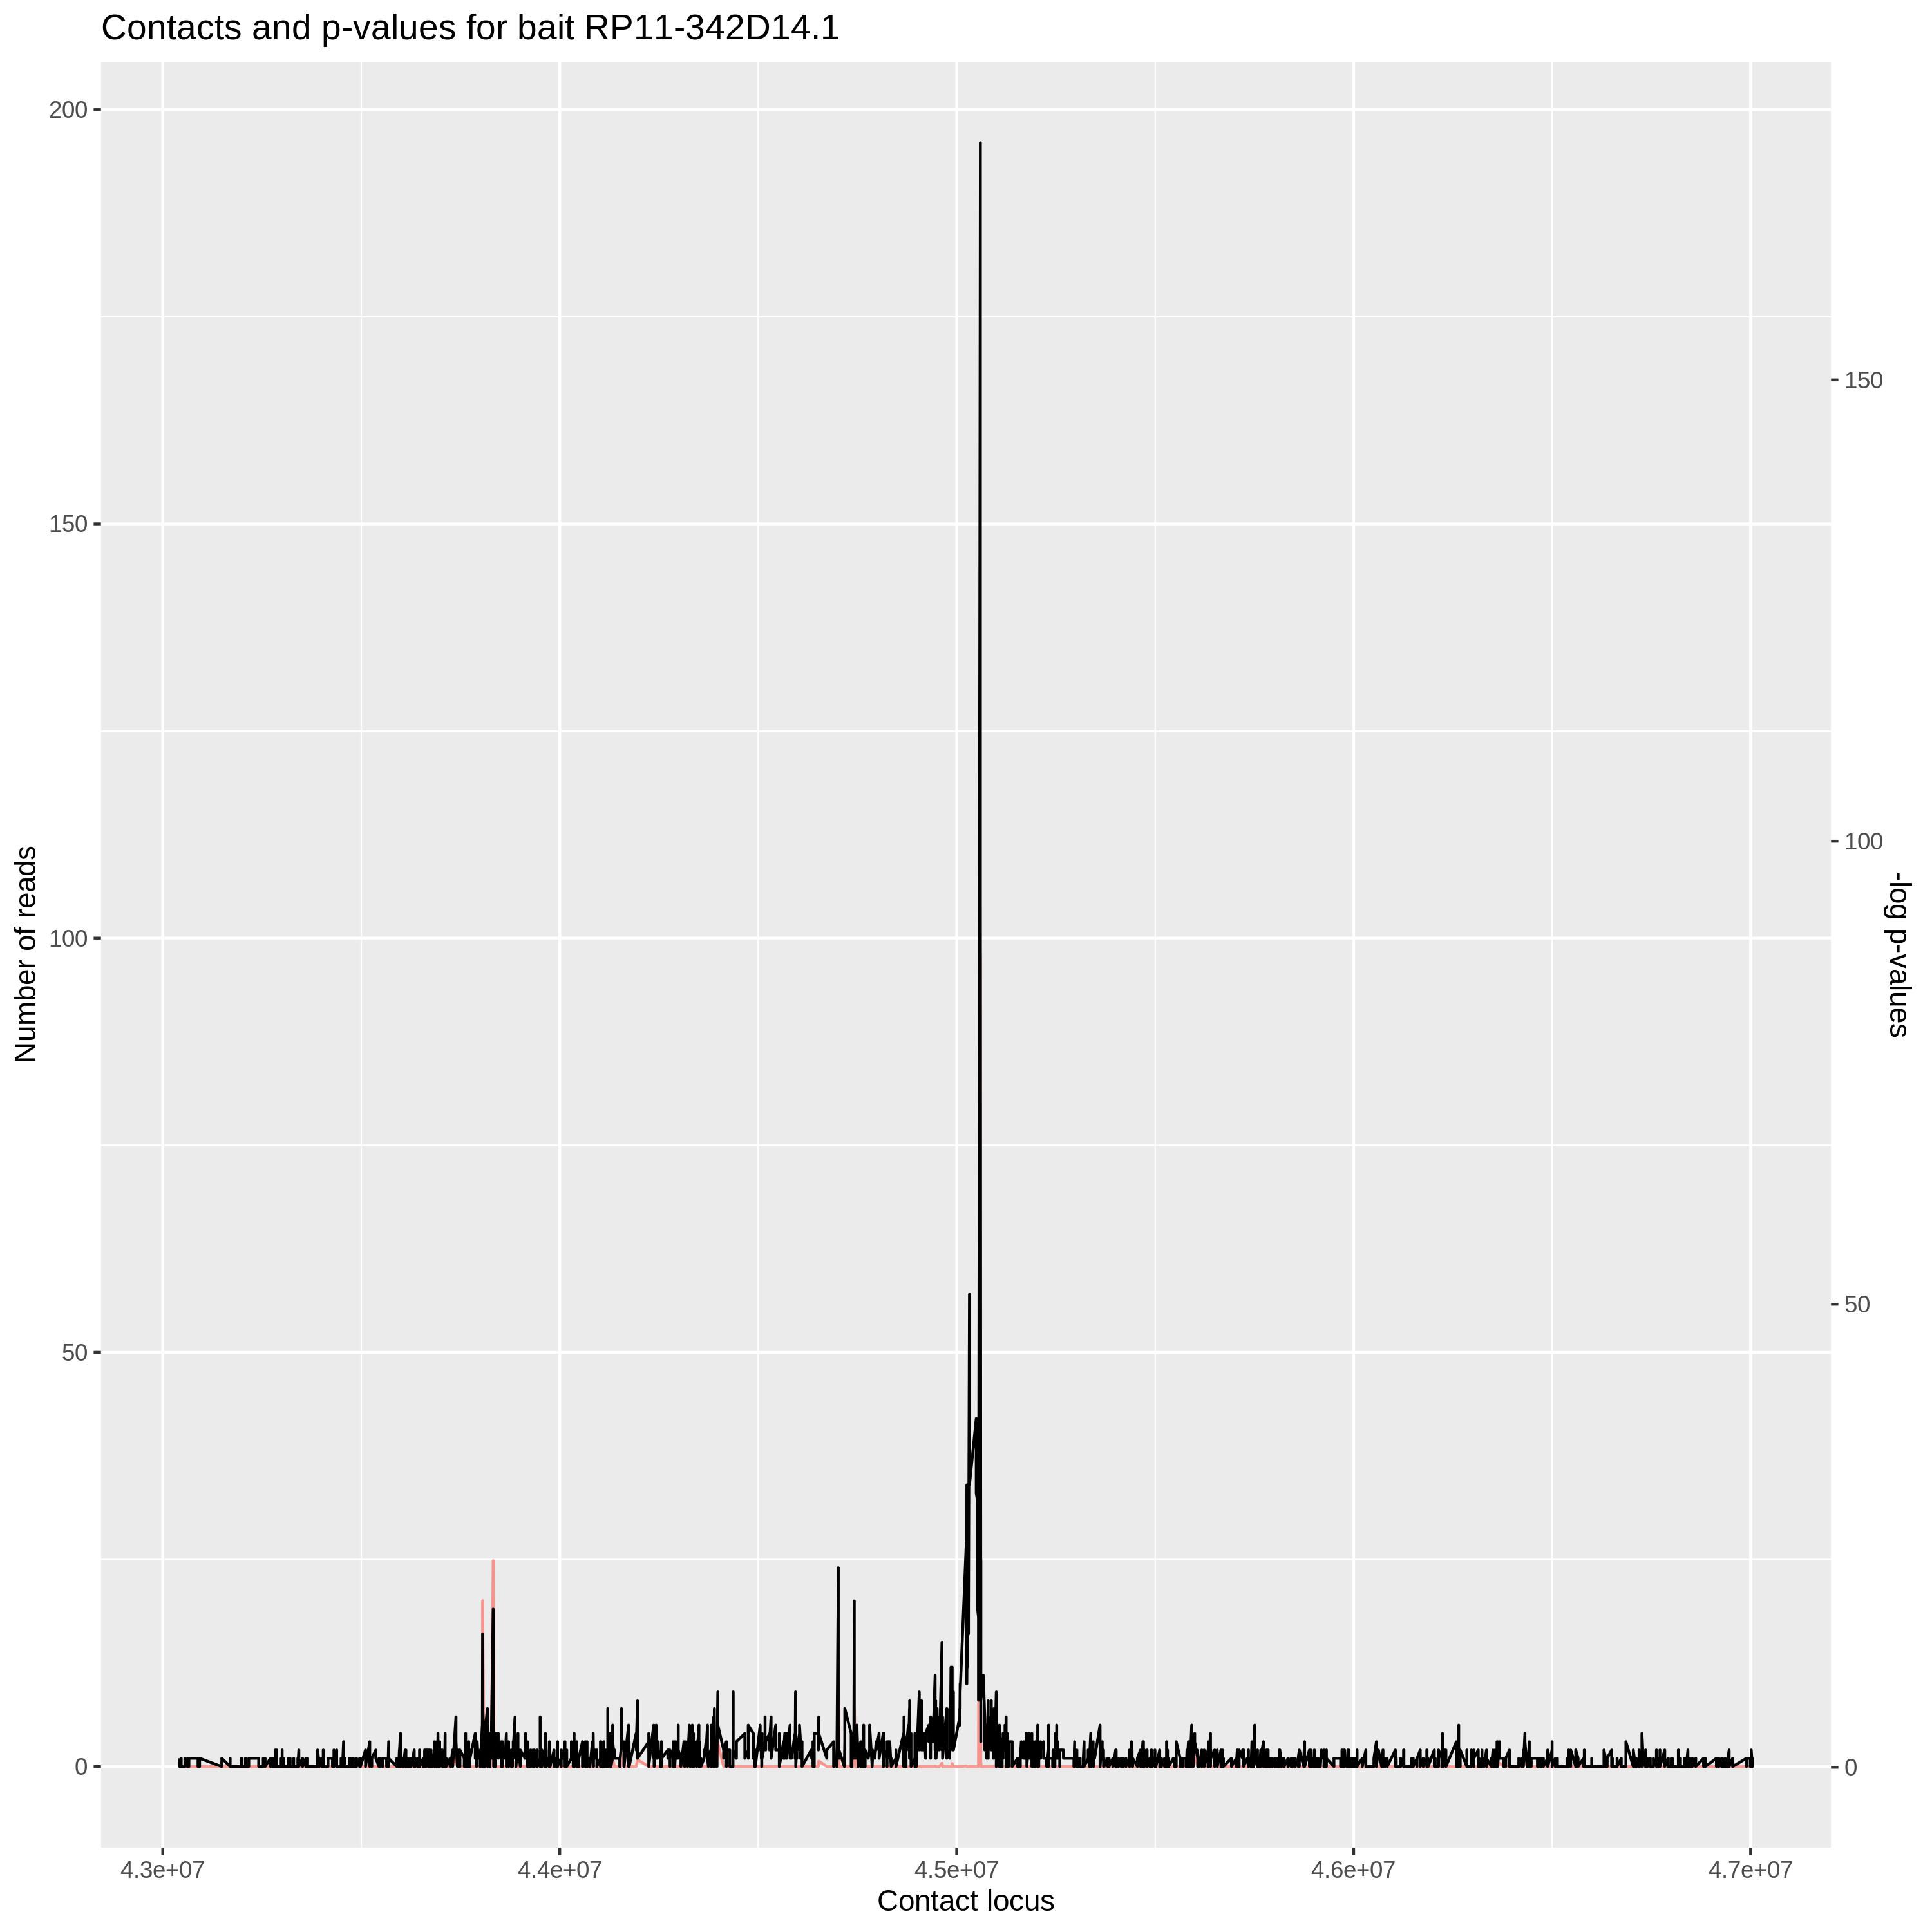 Contacts and p-values for bait RP11-342D14.1
200
150
100
50
0
Number of reads
150
100
50
0
-log p-values
4.3e+07
4.4e+07
4.5e+07
4.6e+07
4.7e+07
Contact locus